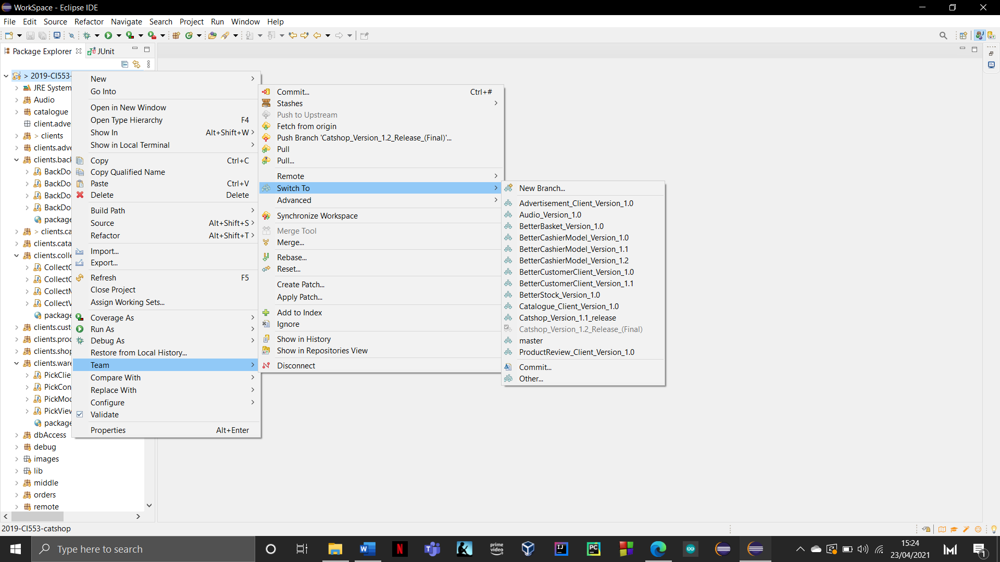 WorkSpace - Eclipse IDE
File Edit Source Refactor Navigate Search Project Run Window Help
Package Explorer
JUnit
> 2019-CI553-
JRE System
Audio
catalogue
client.adve
> clients
clients.adve
clients.back
BackDo
BackDo
BackDo
BackDo
package
> clients.ca
clients.cata
clients.colle
CollectC
CollectC
CollectM
CollectV
package
clients.cust
clients.proc
clients.shop
clients.ware
PickClie
PickCon
PickMod
PickView
package
dbAccess
debug
images
lib
middle
orders
remote
New
Go Into
Open in New Window
Open Type Hierarchy F4
Show In Alt+Shift+W
Show in Local Terminal
Copy Ctrl+C
Copy Qualified Name
Paste Ctrl+V
Delete Delete
Build Path
Source Alt+Shift+S
Refactor Alt+Shift+T
Import...
Export...
Refresh F5
Close Project
Assign Working Sets...
Coverage As
Run As
Debug As
Restore from Local History...
Team
Compare With
Replace With
Configure
Validate
Properties Alt+Enter
Commit... Ctrl+#
Stashes
Push to Upstream
Fetch from origin
Push Branch 'Catshop_Version_1.2_Release_(Final)'...
Pull
Pull...
Remote
Switch To
Advanced
Synchronize Workspace
Merge Tool
Merge...
Rebase...
Reset...
Create Patch...
Apply Patch...
Add to Index
Ignore
Show in History
Show in Repositories View
Disconnect
New Branch...
Advertisement_Client_Version_1.0
Audio_Version_1.0
BetterBasket_Version_1.0
BetterCashierModel_Version_1.0
BetterCashierModel_Version_1.1
BetterCashierModel_Version_1.2
BetterCustomerClient_Version_1.0
BetterCustomerClient_Version_1.1
BetterStock_Version_1.0
Catalogue_Client_Version_1.0
Catshop_Version_1.1_release
Catshop_Version_1.2_Release_(Final)
master
ProductReview_Client_Version_1.0
Commit...
Other...
2019-CI553-catshop
Type here to search
prime video
15:24
23/04/2021
1